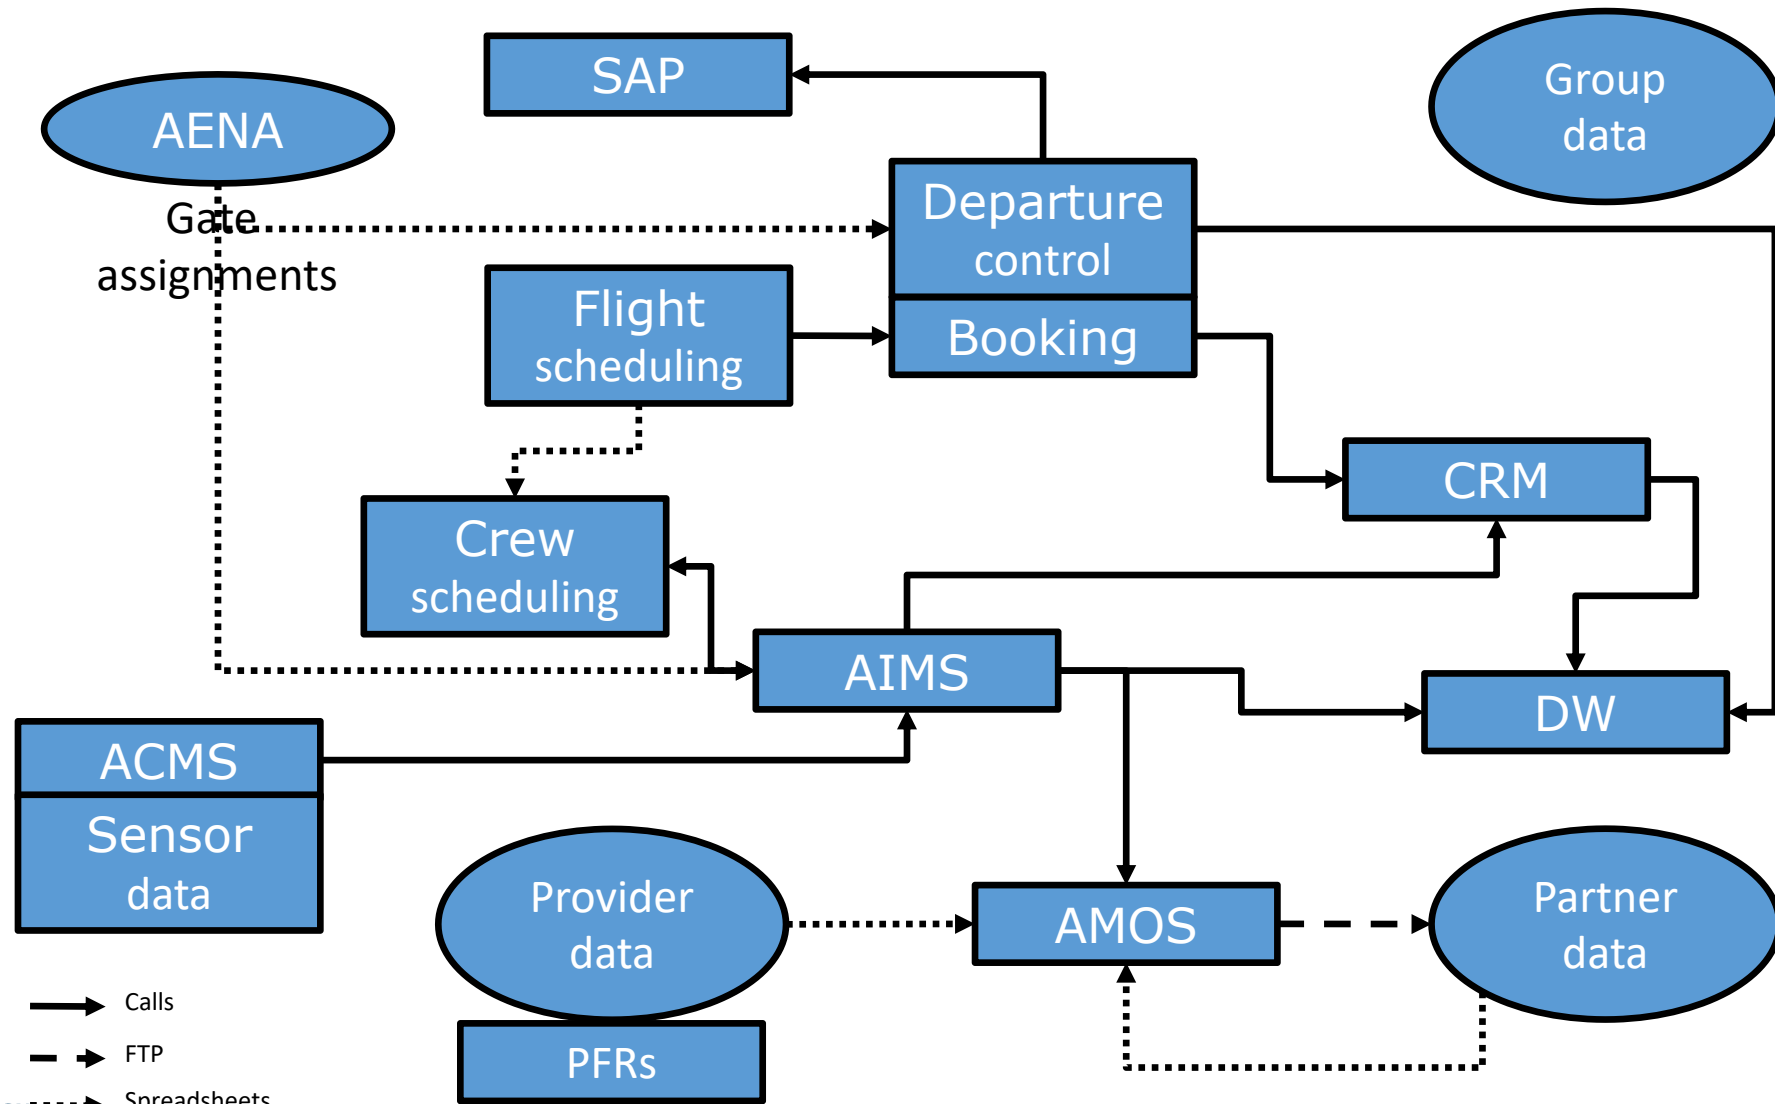 SAP
Group
data
AENA
Departure
control
Gate
assignments
Flight
scheduling
Booking
CRM
Crew
scheduling
AIMS
DW
ACMS
Sensor
data
Provider
data
AMOS
Partner
data
Calls
FTP
PFRs
Spreadsheets